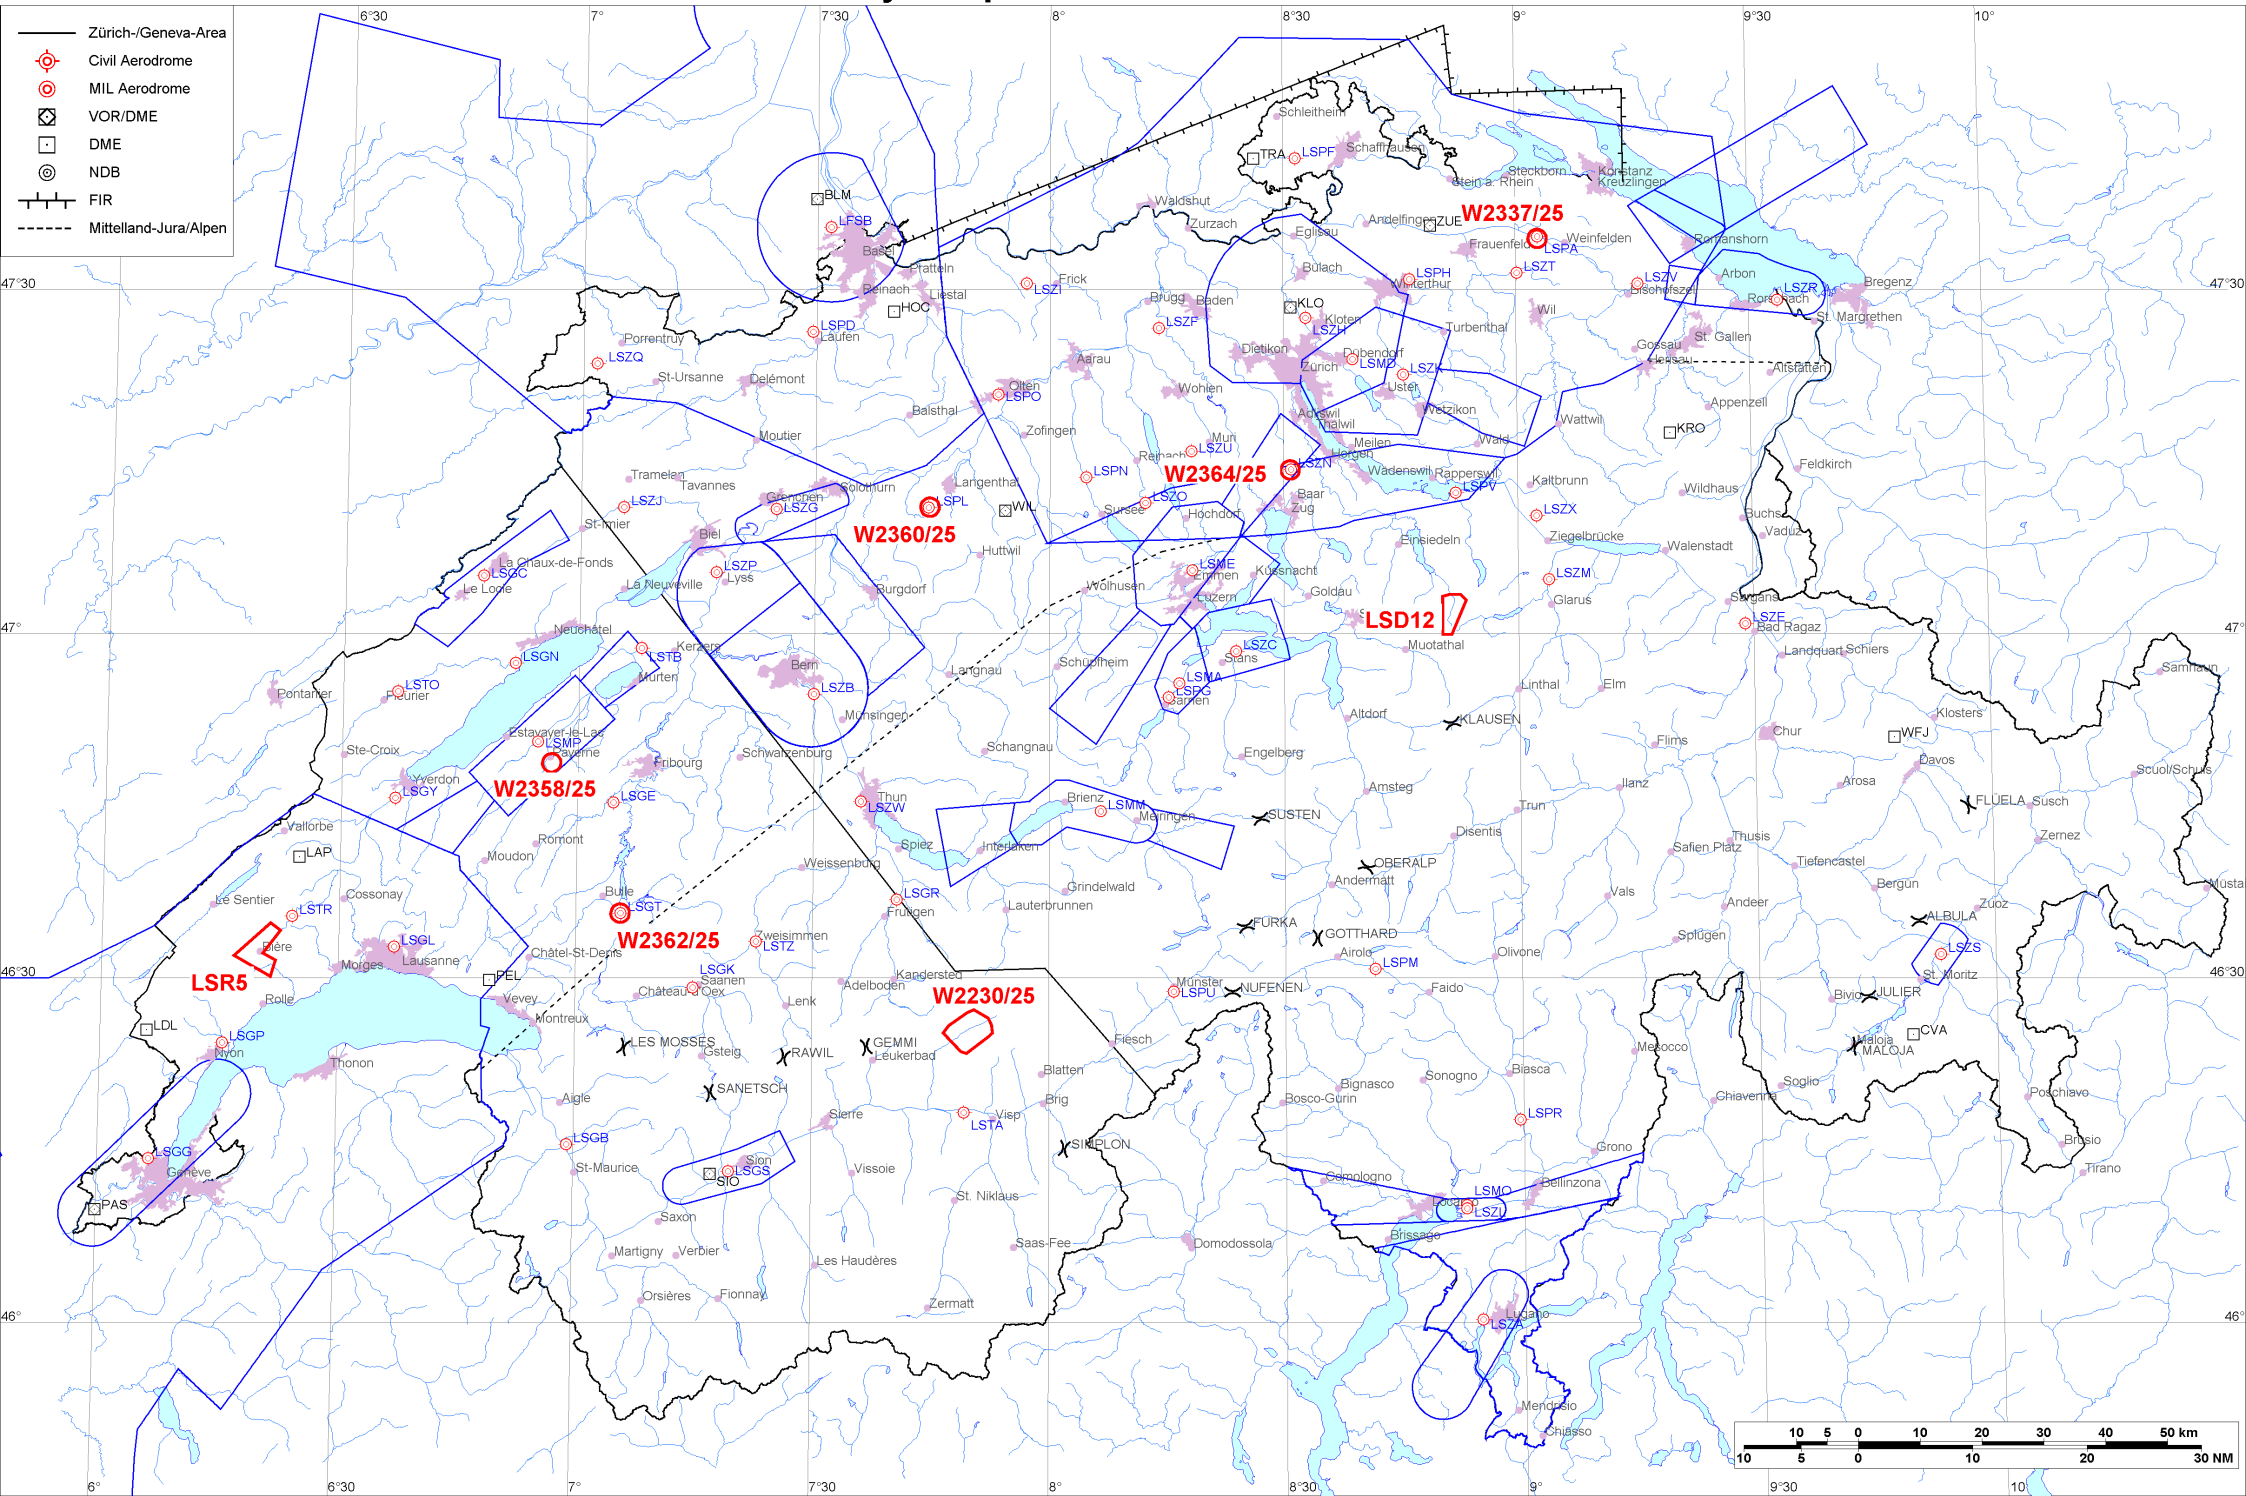 6°30
7°
7°30
8°
8°30
9°
9°30
10°
Zürich-/Geneva-Area
Civil Aerodrome
MIL Aerodrome
VOR/DME
DME
NDB
FIR
Mittelland-Jura/Alpen
Schleitheim
TRA
LSPF
Schaffhausen
Steckborn
Stein a. Rhein
Konstanz
Kreuzlingen
BLM
LFSB
Basel
Waldshut
Zurzach
Eglisau
Andelfingen
ZUE
W2337/25
LSPA
Weinfelden
Frauenfeld
Romanshorn
Pratteln
Reinach
Liestal
HOC
LSZI
Frick
Bülach
LSPH
Winterthur
LSZT
LSZV
Bischofszel
Arbon
LSZR
Rorschach
Bregenz
47°30
47°30
LSPD
Laufen
Brugg
Baden
LSZF
KLO
Kloten
LSZH
Turbenthal
Wil
St. Gallen
St. Margrethen
Gossau
Herisau
Altstätten
Porrentruy
LSZQ
St-Ursanne
Delémont
Aarau
Olten
LSPO
Dietikon
Zürich
Dübendorf
LSMD
LSZK
Uster
Wetzikon
Wohlen
Balsthal
Zofingen
Appenzell
Wattwil
KRO
Moutier
Adliswil
Thalwil
Meilen
Horgen
Wald
Muri
LSZU
Reinach
LSPN
W2364/25
LSZN
Wädenswil
Rapperswil
LSPV
Kaltbrunn
Feldkirch
Wildhaus
Tramelan
Tavannes
LSZJ
St-Imier
Grenchen
LSZG
Solothurn
Langenthal
LSPL
W2360/25
WIL
LSZO
Sursee
Hochdorf
Baar
Zug
LSZX
Ziegelbrücke
Buchs
Vaduz
Walenstadt
Einsiedeln
Biel
LSZP
Lyss
Huttwil
La Chaux-de-Fonds
LSGC
Le Locle
La Neuveville
Burgdorf
Wolhusen
LSME
Emmen
Luzern
Küssnacht
Goldau
LSD12
LSZM
Glarus
Sargans
LSZE
Bad Ragaz
47°
47°
Neuchâtel
LSGN
Kerzers
LSTB
Murten
Bern
LSZB
Langnau
Schüpfheim
Stans
LSZC
LSMA
LSPG
Sarnen
Muotathal
Landquart
Schiers
Samnaun
Pontarlier
LSTO
Fleurier
Münsingen
Altdorf
Linthal
Elm
KLAUSEN
Klosters
WFJ
Ste-Croix
Estavayer-le-Las
LSMP
Payerne
W2358/25
Fribourg
Schwarzenburg
Schangnau
Engelberg
Flims
Chur
Davos
Scuol/Schuls
Yverdon
LSGY
LSGE
Thun
LSZW
Brienz
LSMM
Meiringen
Amsteg
SUSTEN
Trun
Ilanz
Arosa
FLÜELA
Susch
Vallorbe
LAP
Romont
Moudon
Spiez
Interlaken
Disentis
Safien Platz
Thusis
Tiefencastel
Zernez
Weissenburg
OBERALP
Andermatt
Le Sentier
Cossonay
LSTR
Bulle
LSGT
W2362/25
LSGR
Frutigen
Grindelwald
Lauterbrunnen
Vals
Bergün
Müsta
Zuoz
ALBULA
Andeer
Bière
LSR5
LSGL
Lausanne
Morges
Châtel-St-Denis
Zweisimmen
LSTZ
FURKA
GOTTHARD
Airolo
LSPM
Olivone
Splügen
LSZS
St. Moritz
46°30
46°30
PEL
LSGK
Saanen
Château-d'Oex
Rolle
Vevey
Montreux
Lenk
Adelboden
Kandersteg
W2230/25
Münster
LSPU
NUFENEN
Faido
Bivio
JULIER
LDL
LSGP
Nyon
Thonon
LES MOSSES
Gsteig
RAWIL
GEMMI
Leukerbad
Fiesch
Mesocco
Maloja
MALOJA
CVA
SANETSCH
Blatten
Brig
Bignasco
Bosco-Gurin
Sonogno
Biasca
Soglio
Chiavenna
Poschiavo
Aigle
LSGB
Sierre
LSTA
Visp
SIMPLON
LSPR
Grono
Brusio
Tirano
LSGG
Genève
St-Maurice
Sion
LSGS
SIO
Vissoie
Comologno
PAS
St. Niklaus
LSMO
Locarno
LSZL
Bellinzona
Saxon
Martigny
Verbier
Les Haudères
Saas-Fee
Domodossola
Brissago
Orsières
Fionnay
Zermatt
Lugano
LSZA
46°
46°
Mendrisio
Chiasso
10 5 0 10 20 30 40 50 km
10 5 0 10 20 30 NM
6°
6°30
7°
7°30
8°
8°30
9°
9°30
10